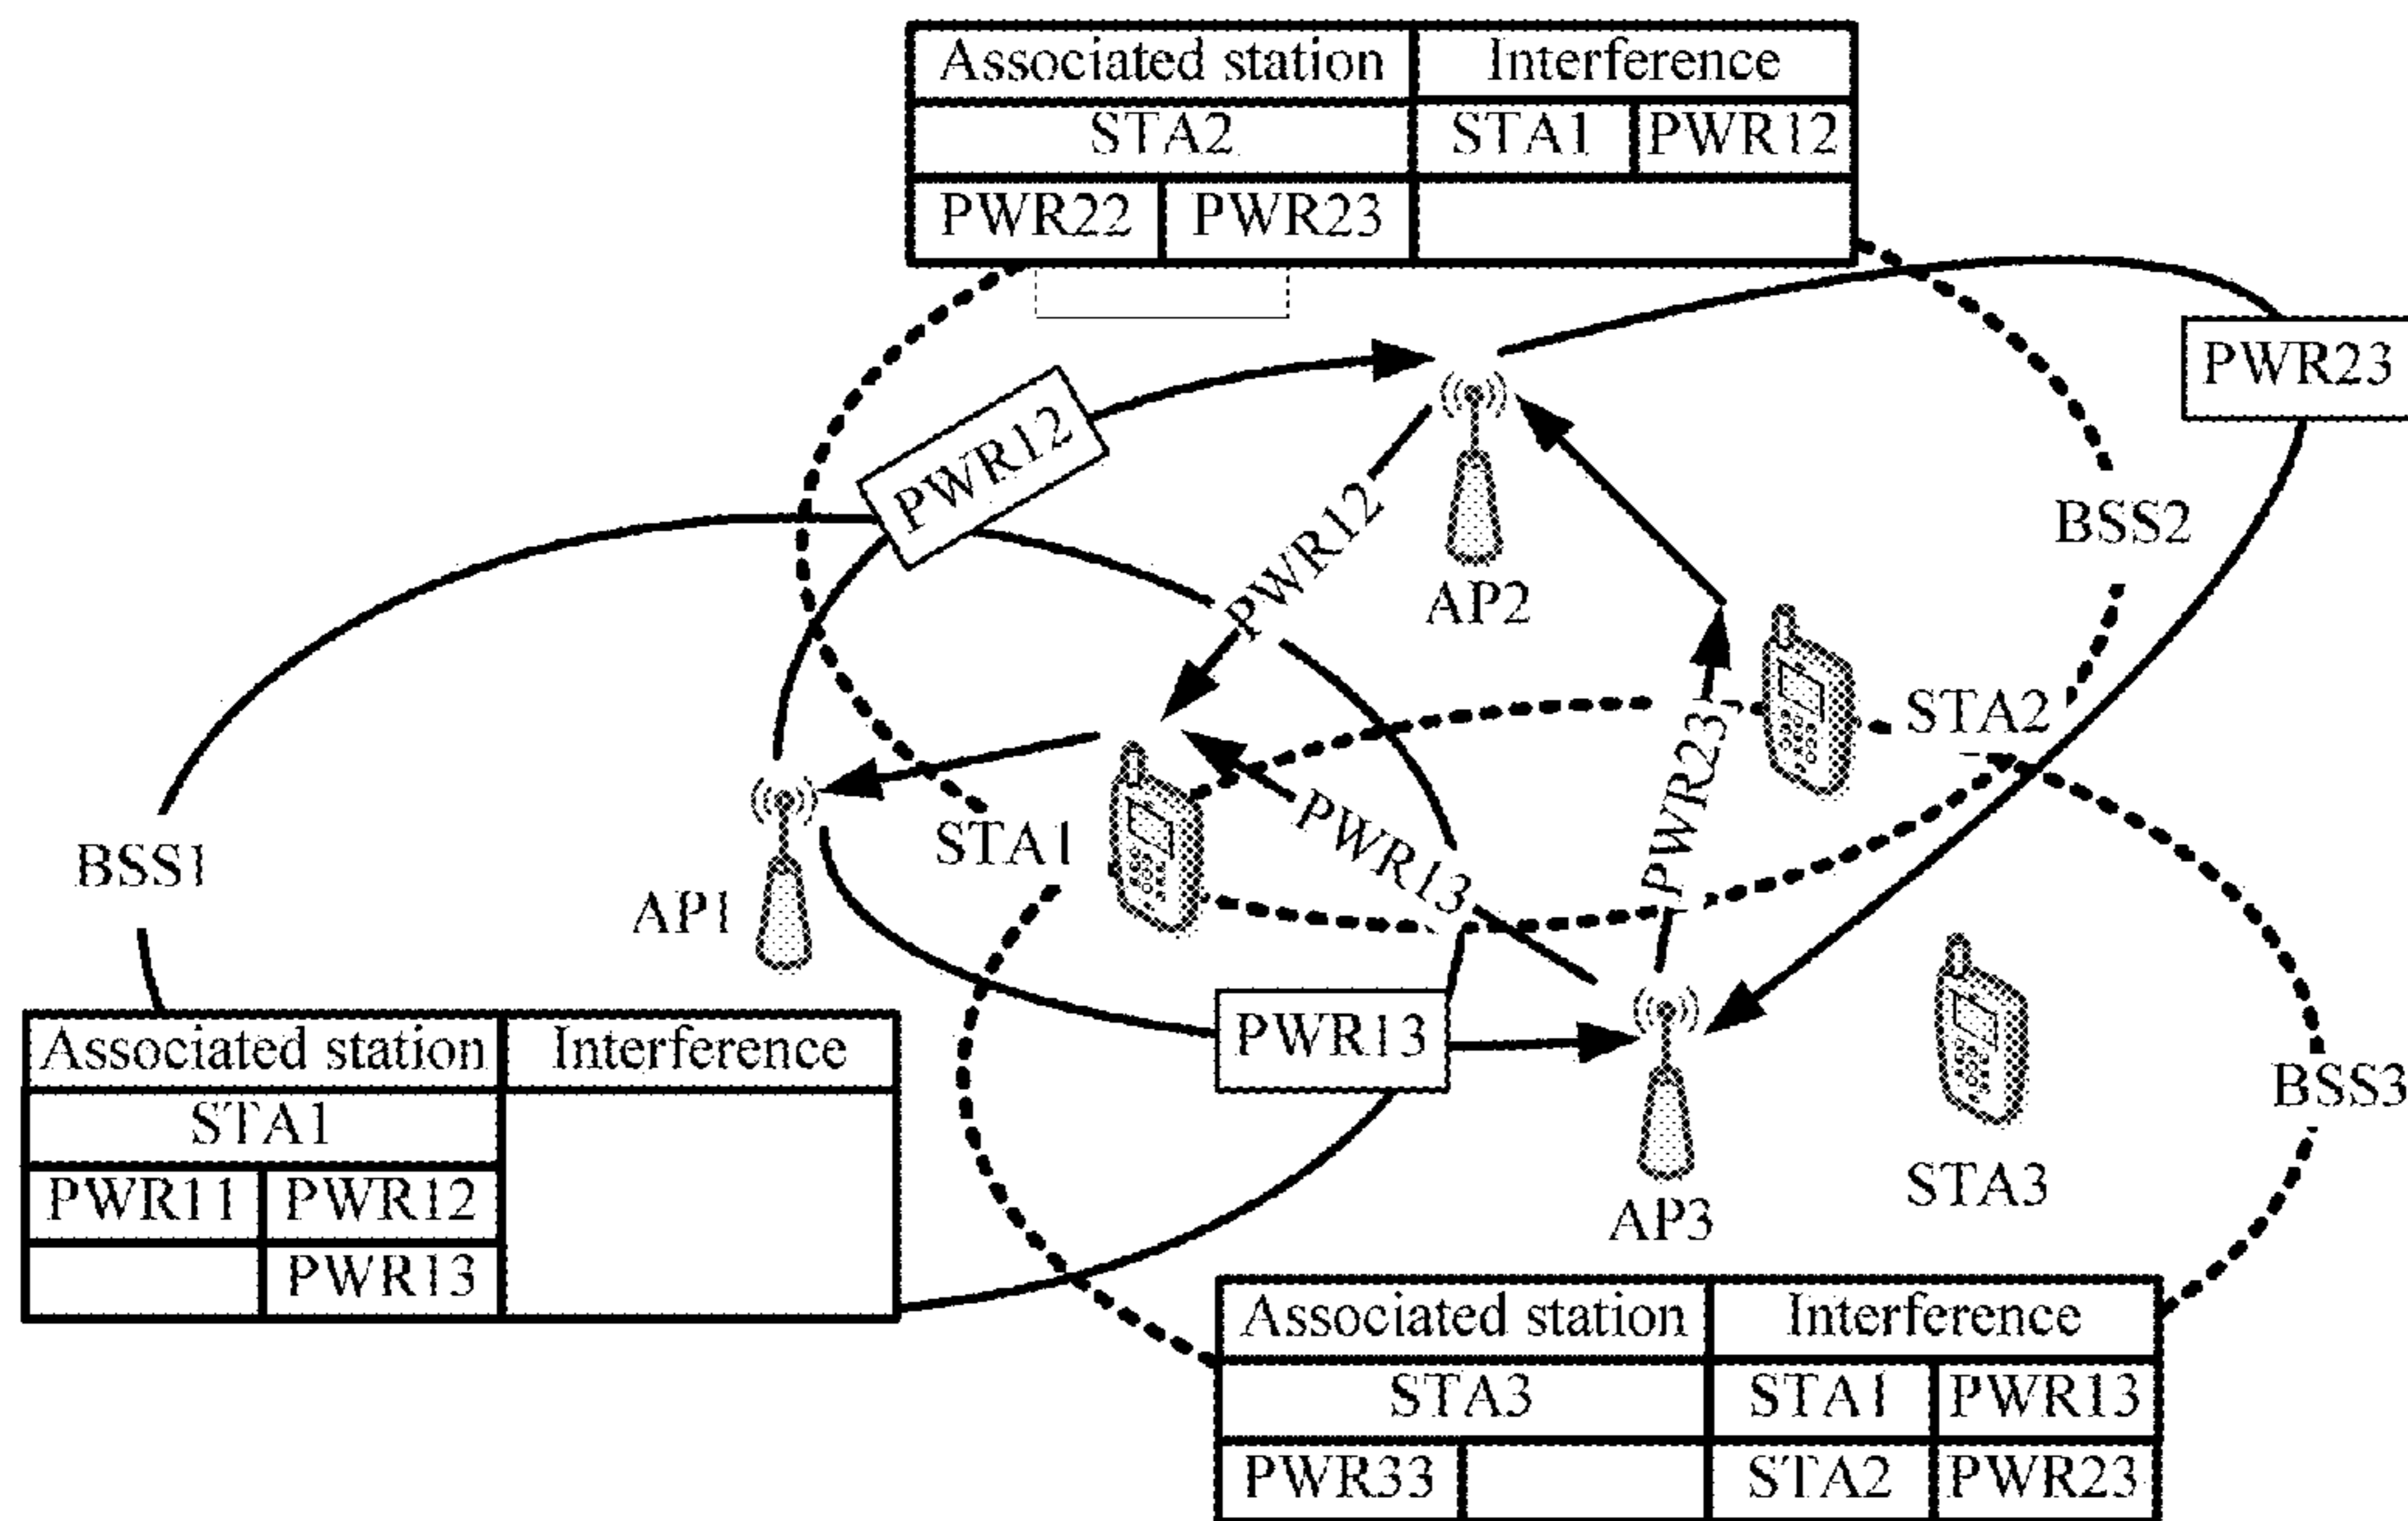 Associated station Interference
STA2 STA1 PWR12
PWR22 PWR23
PWR23
PWR12
PWR12
BSS2
AP2
STA2
PWR23
STA1
PWR13
BSS1
AP1
Associated station Interference
STA1
PWR11 PWR12
PWR13
PWR13
BSS3
STA3
AP3
Associated station Interference
STA3 STA1 PWR13
PWR33 STA2 PWR23